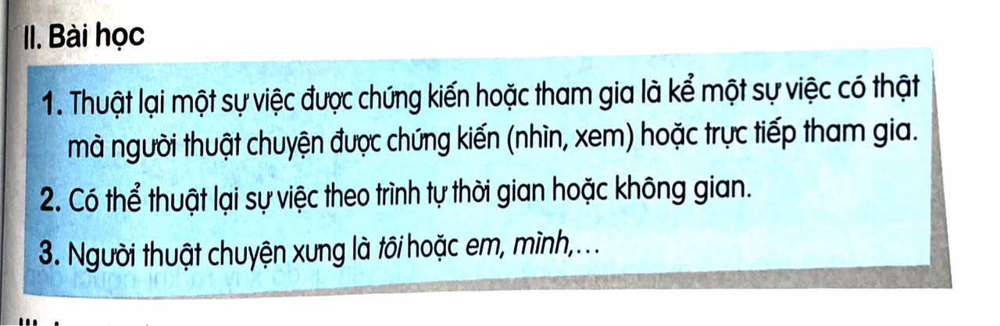 II. Bài học
1. Thuật lại một sự việc được chứng kiến hoặc tham gia là kể một sự việc có thật
mà người thuật chuyện được chứng kiến (nhìn, xem) hoặc trực tiếp tham gia.
2. Có thể thuật lại sự việc theo trình tự thời gian hoặc không gian.
3. Người thuật chuyện xưng là tôi hoặc em, mình,...